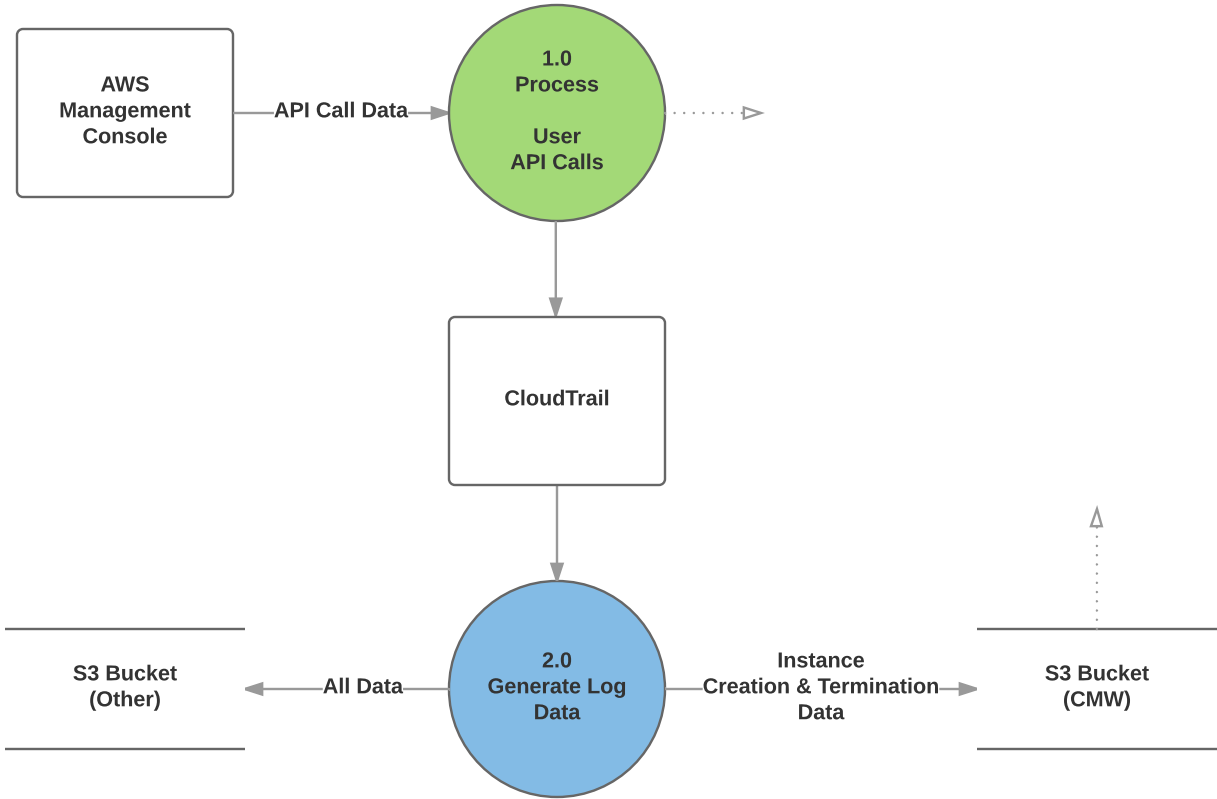 AWS
Management
Console
API Call Data
1.0
Process
User
API Calls
CloudTrail
S3 Bucket
(Other)
All Data
2.0
Generate Log
Data
Instance
Creation & Termination
Data
S3 Bucket
(CMW)